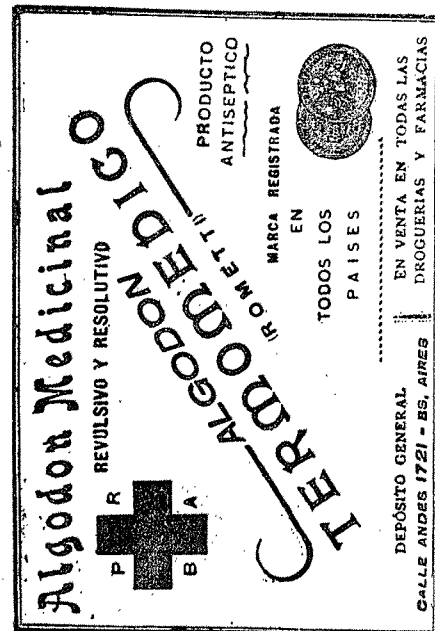 Algodon Medicinal
REVULSIVO Y RESOLUTIVO
P R
B A
ALGODON
TERMOMEDICO
(ROMETTI)
PRODUCTO
ANTISEPTICO
MARCA REGISTRADA
EN
TODOS LOS
PAISES
DEPÓSITO GENERAL
CALLE ANDES 1721 - BS, AIRES
EN VENTA EN TODAS LAS
DROGUERIAS Y FARMÁCIAS